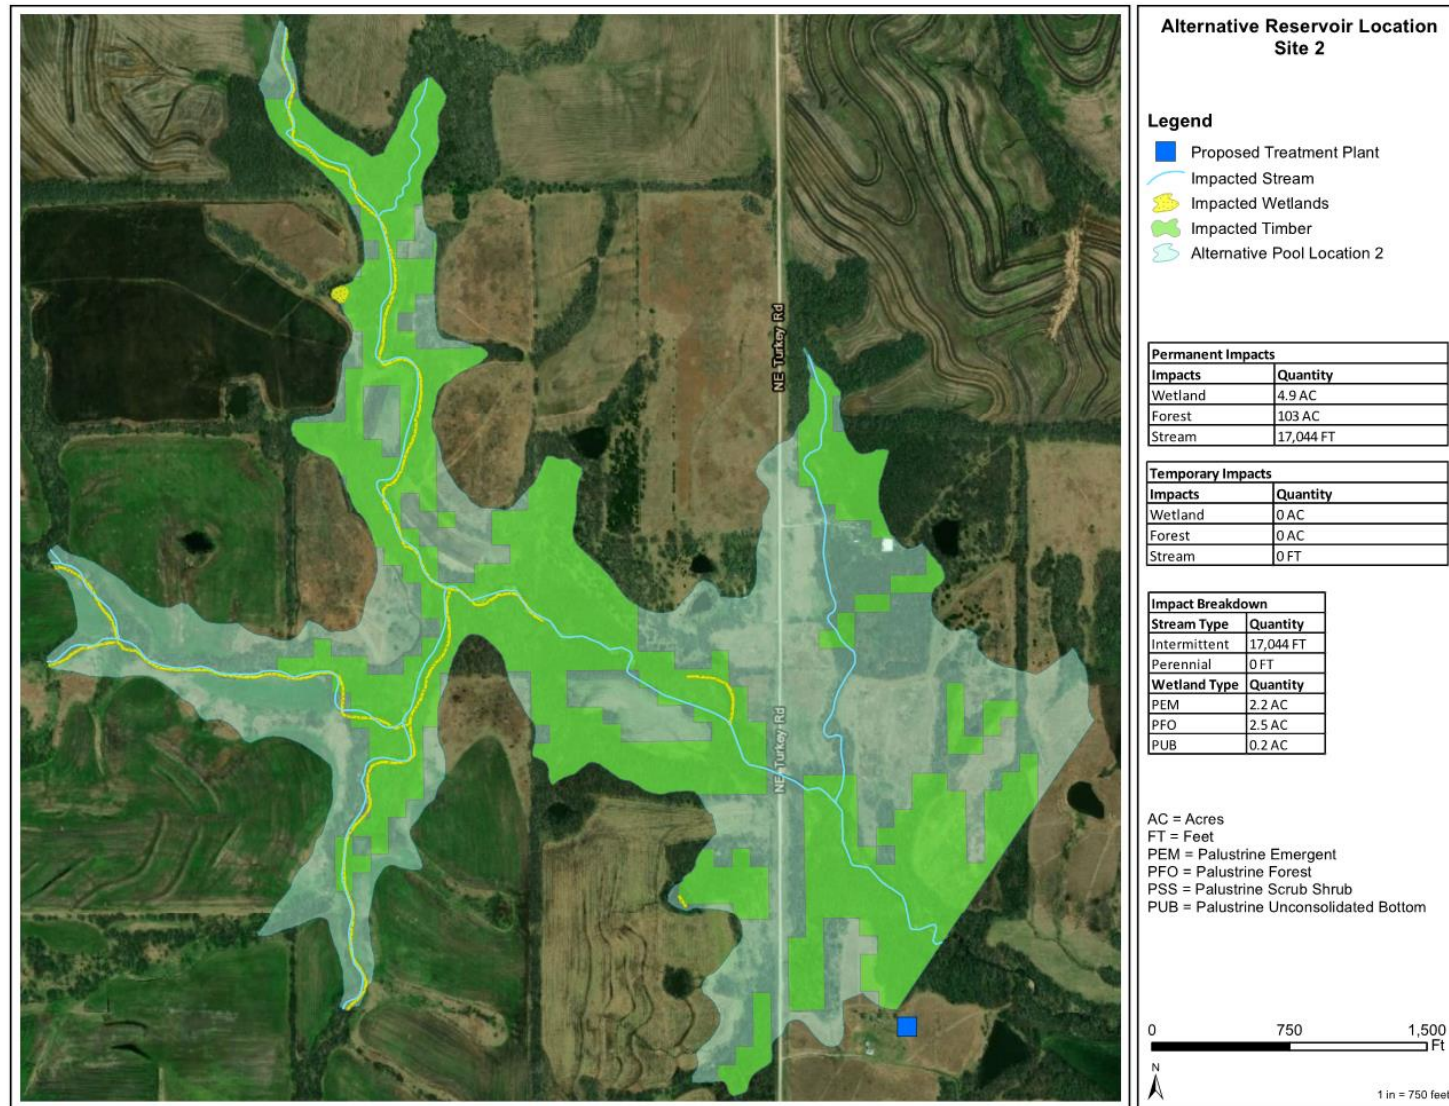 Alternative Reservoir Location
Site 2
Legend
Proposed Treatment Plant
Impacted Stream
Impacted Wetlands
Impacted Timber
Alternative Pool Location 2
Permanent Impacts
Impacts Quantity
Wetland 4.9 AC
Forest 103 AC
Stream 17,044 FT
Temporary Impacts
Impacts Quantity
Wetland 0 AC
Forest 0 AC
Stream 0 FT
Impact Breakdown
Stream Type Quantity
Intermittent 17,044 FT
Perennial 0 FT
Wetland Type Quantity
PEM 2.2 AC
PFO 2.5 AC
PUB 0.2 AC
AC = Acres
FT = Feet
PEM = Palustrine Emergent
PFO = Palustrine Forest
PSS = Palustrine Scrub Shrub
PUB = Palustrine Unconsolidated Bottom
0 750 1,500
Ft
N
1 in = 750 feet
NE Turkey Rd
NE Turkey Rd